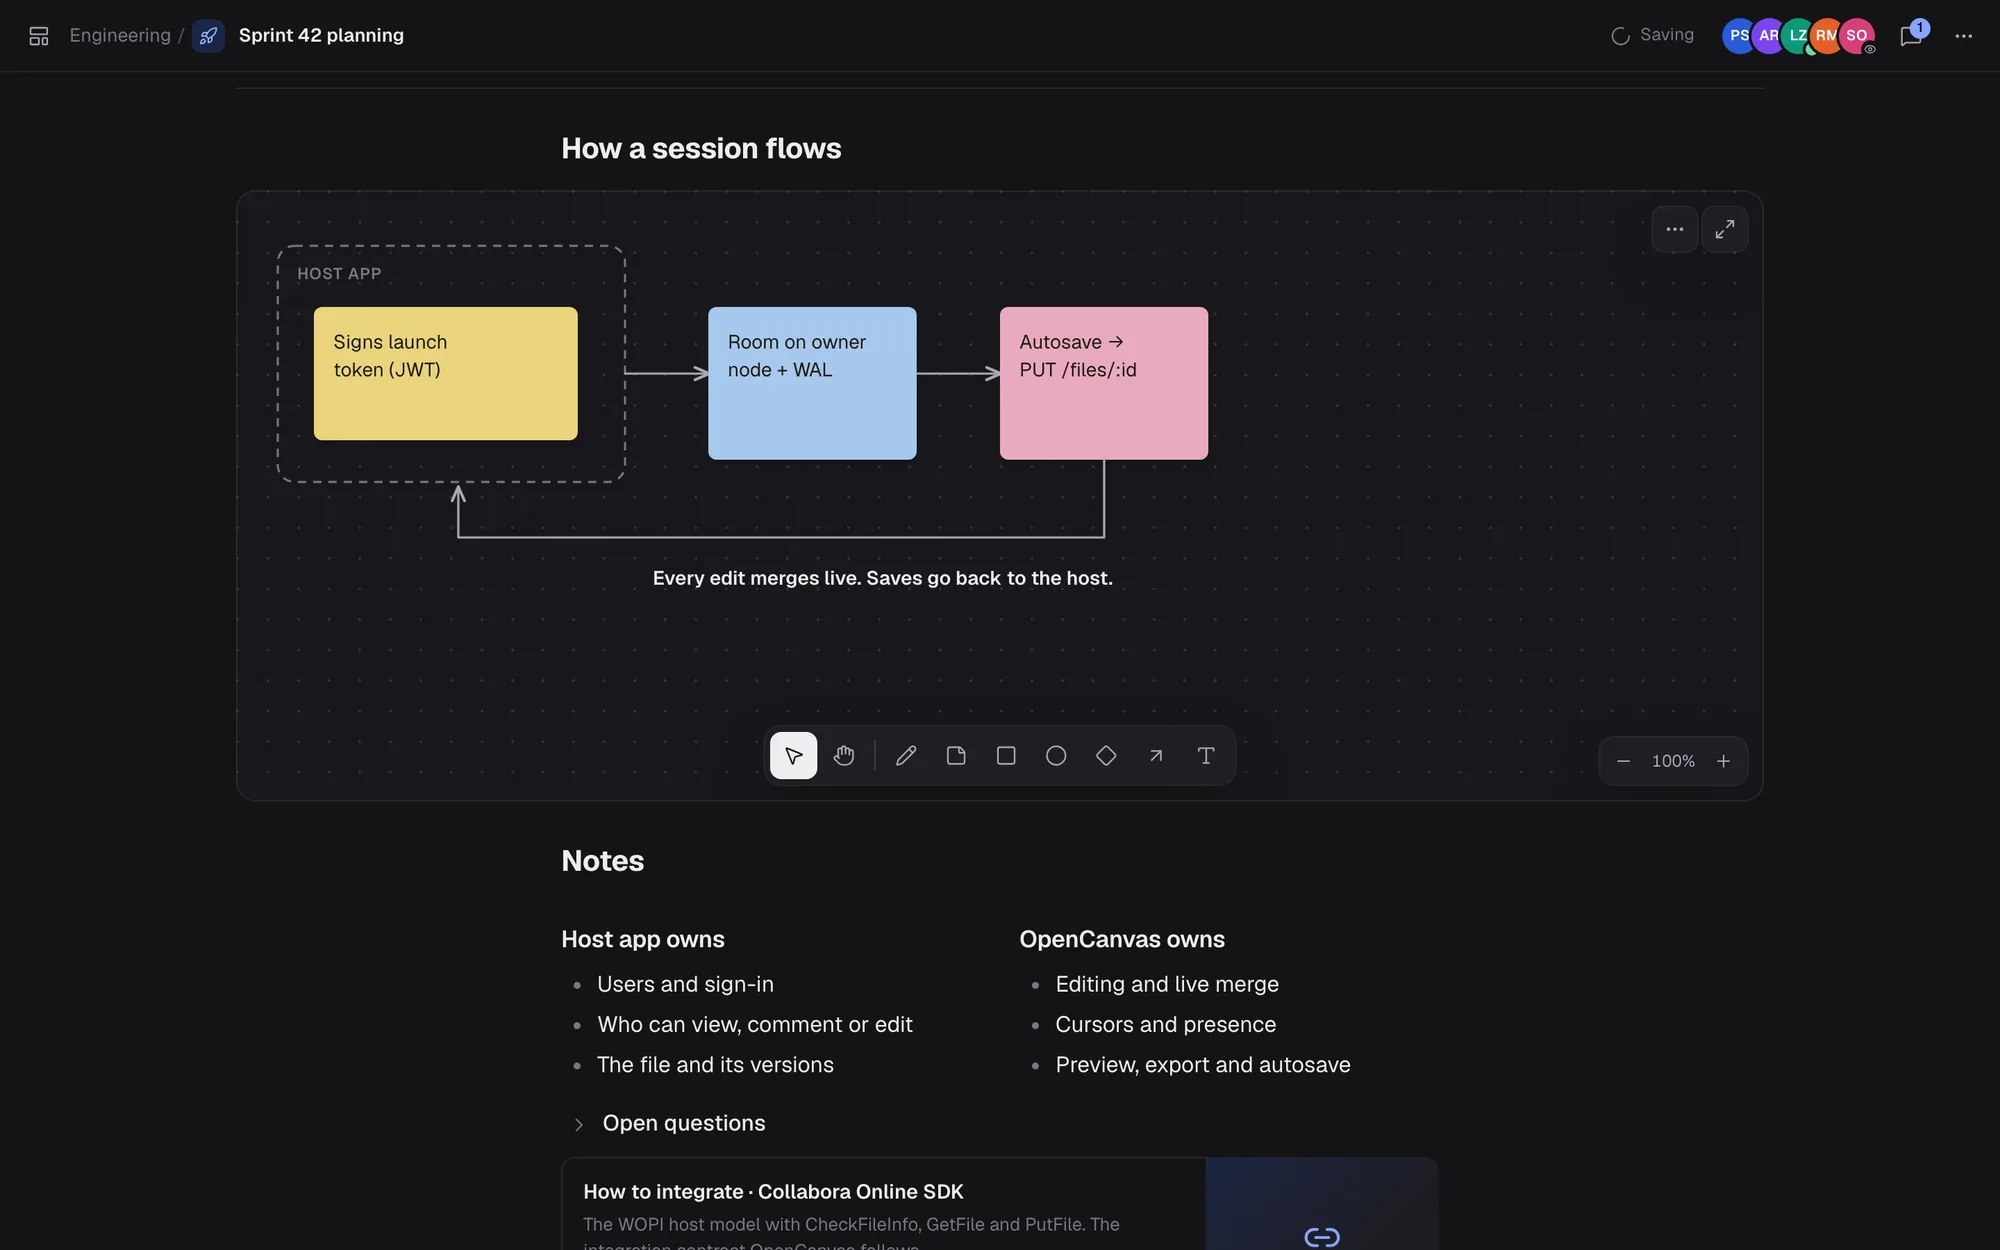 Engineering / Sprint 42 planning
Saving
PS AR LZ RM SO
1
How a session flows
HOST APP
Signs launch
token (JWT)
Room on owner
node + WAL
Autosave →
PUT /files/:id
Every edit merges live. Saves go back to the host.
100%
Notes
Host app owns
Users and sign-in
Who can view, comment or edit
The file and its versions
OpenCanvas owns
Editing and live merge
Cursors and presence
Preview, export and autosave
Open questions
How to integrate · Collabora Online SDK
The WOPI host model with CheckFileInfo, GetFile and PutFile. The
integration contract OpenCanvas follows.